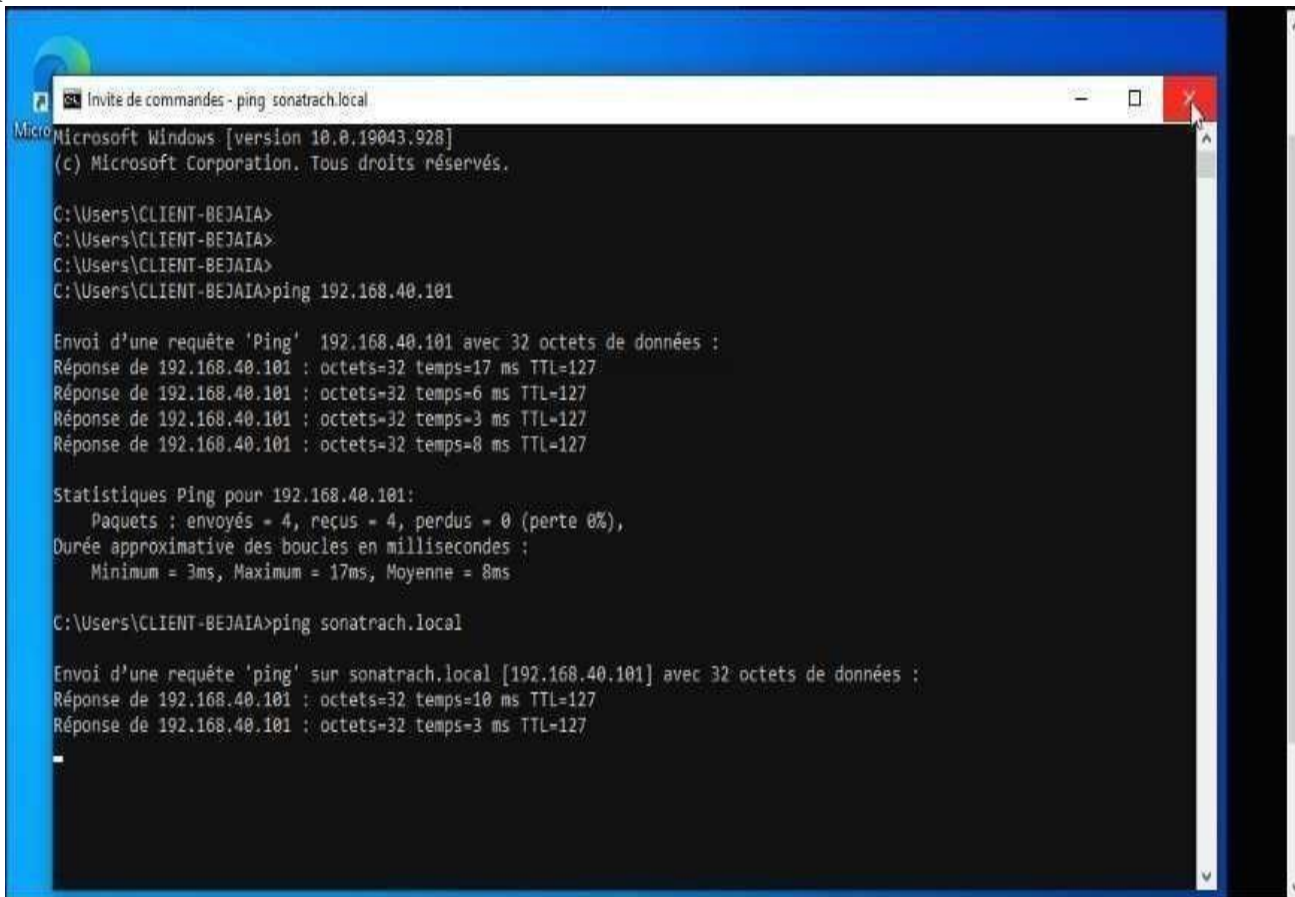 Invite de commandes - ping sonatrach.local
Micro
Microsoft Windows [version 10.0.19043.928]
(c) Microsoft Corporation. Tous droits réservés.
C:\Users\CLIENT-BEJAIA>
C:\Users\CLIENT-BEJAIA>
C:\Users\CLIENT-BEJAIA>
C:\Users\CLIENT-BEJAIA>ping 192.168.40.101
Envoi d’une requête 'Ping'  192.168.40.101 avec 32 octets de données :
Réponse de 192.168.40.101 : octets=32 temps=17 ms TTL=127
Réponse de 192.168.40.101 : octets=32 temps=6 ms TTL=127
Réponse de 192.168.40.101 : octets=32 temps=3 ms TTL=127
Réponse de 192.168.40.101 : octets=32 temps=8 ms TTL=127
Statistiques Ping pour 192.168.40.101:
Paquets : envoyés = 4, reçus = 4, perdus = 0 (perte 0%),
Durée approximative des boucles en millisecondes :
Minimum = 3ms, Maximum = 17ms, Moyenne = 8ms
C:\Users\CLIENT-BEJAIA>ping sonatrach.local
Envoi d’une requête 'ping' sur sonatrach.local [192.168.40.101] avec 32 octets de données :
Réponse de 192.168.40.101 : octets=32 temps=10 ms TTL=127
Réponse de 192.168.40.101 : octets=32 temps=3 ms TTL=127